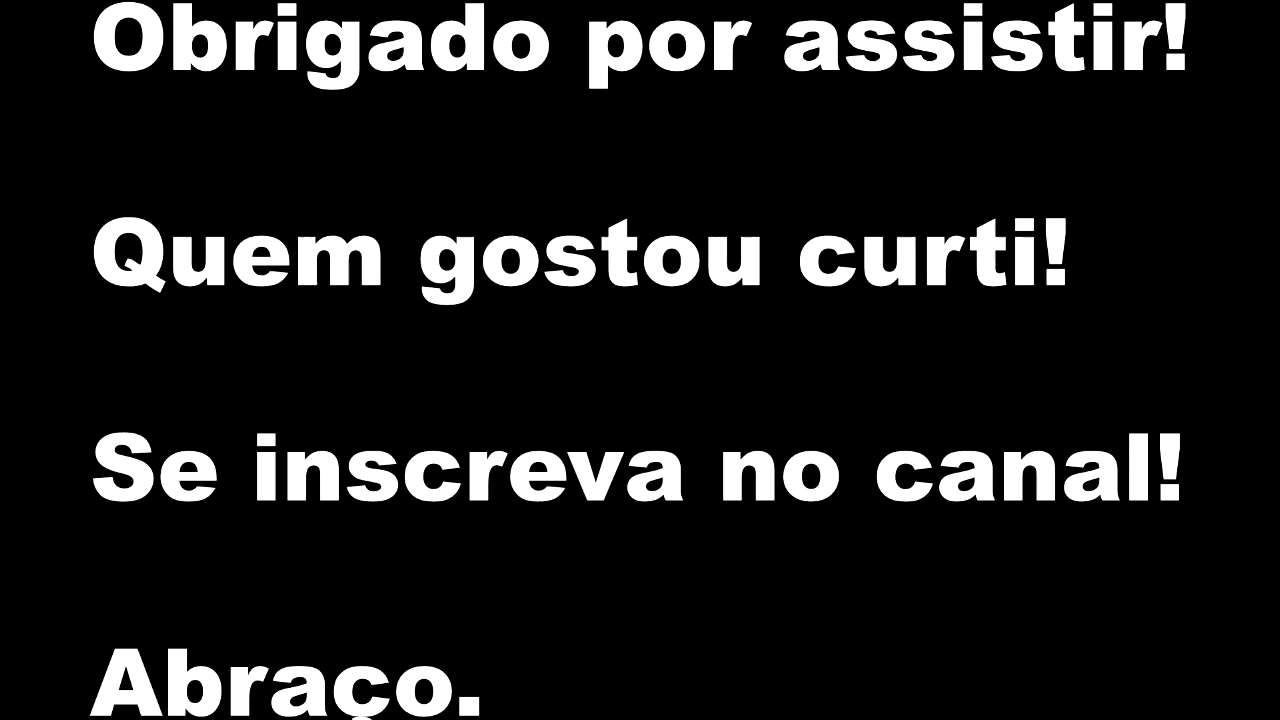 Obrigado por assistir!
Quem gostou curti!
Se inscreva no canal!
Abraço.